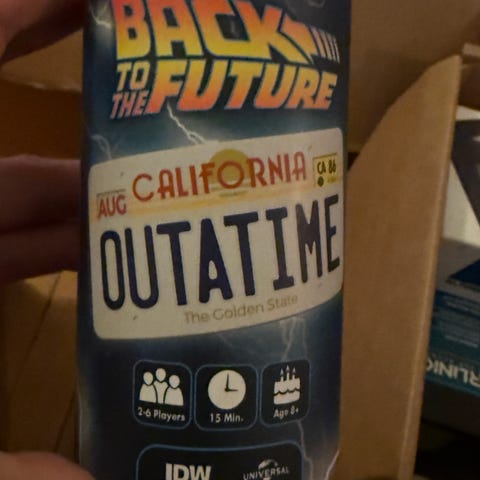 BACK
TO THE FUTURE
CALIFORNIA
AUG
CA 86
OUTATIME
The Golden State
2-6 Players
15 Min.
Age 8+
IDW
UNIVERSAL